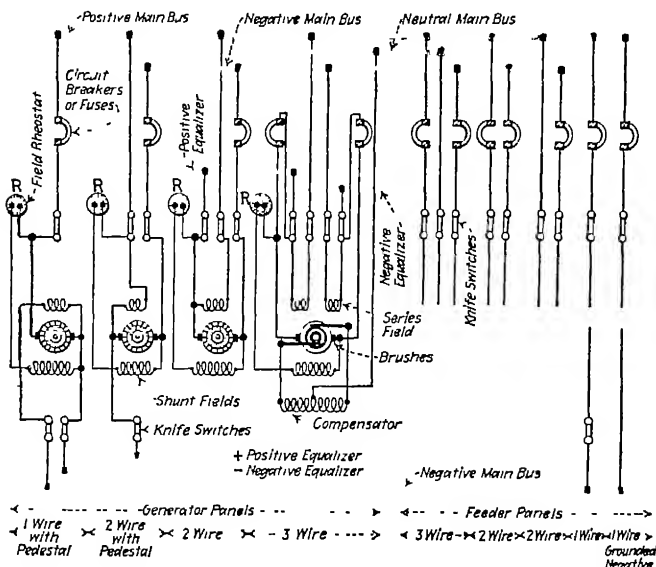 Positive Main Bus
Negative Main Bus
Neutral Main Bus
Circuit
Breakers
or Fuses
Field Rheostat
Positive
Equalizer
R
R
R
R
Negative
Equalizer
Knife Switches
Series
Field
Brushes
Shunt Fields
Compensator
Knife Switches
+ Positive Equalizer
– Negative Equalizer
Negative Main Bus
Generator Panels
Feeder Panels
1 Wire
with
Pedestal
2 Wire
with
Pedestal
2 Wire
3 Wire
3 Wire
2 Wire
2 Wire
1 Wire
1 Wire
Grounded
Negative